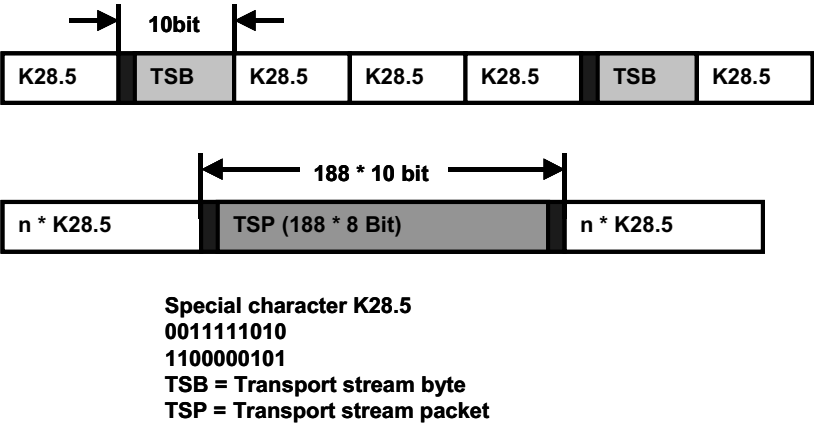 10bit
K28.5 TSB K28.5 K28.5 K28.5 TSB K28.5
188 * 10 bit
n * K28.5 TSP (188 * 8 Bit) n * K28.5
Special character K28.5
0011111010
1100000101
TSB = Transport stream byte
TSP = Transport stream packet